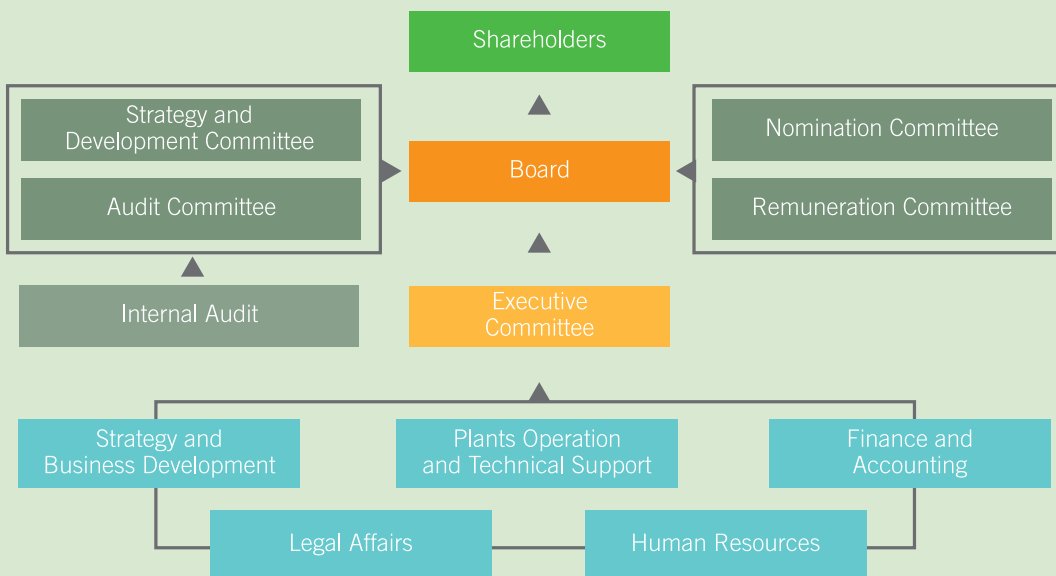 Shareholders
Strategy and
Development Committee
Audit Committee
Board
Nomination Committee
Remuneration Committee
Internal Audit
Executive
Committee
Strategy and
Business Development
Plants Operation
and Technical Support
Finance and
Accounting
Legal Affairs
Human Resources